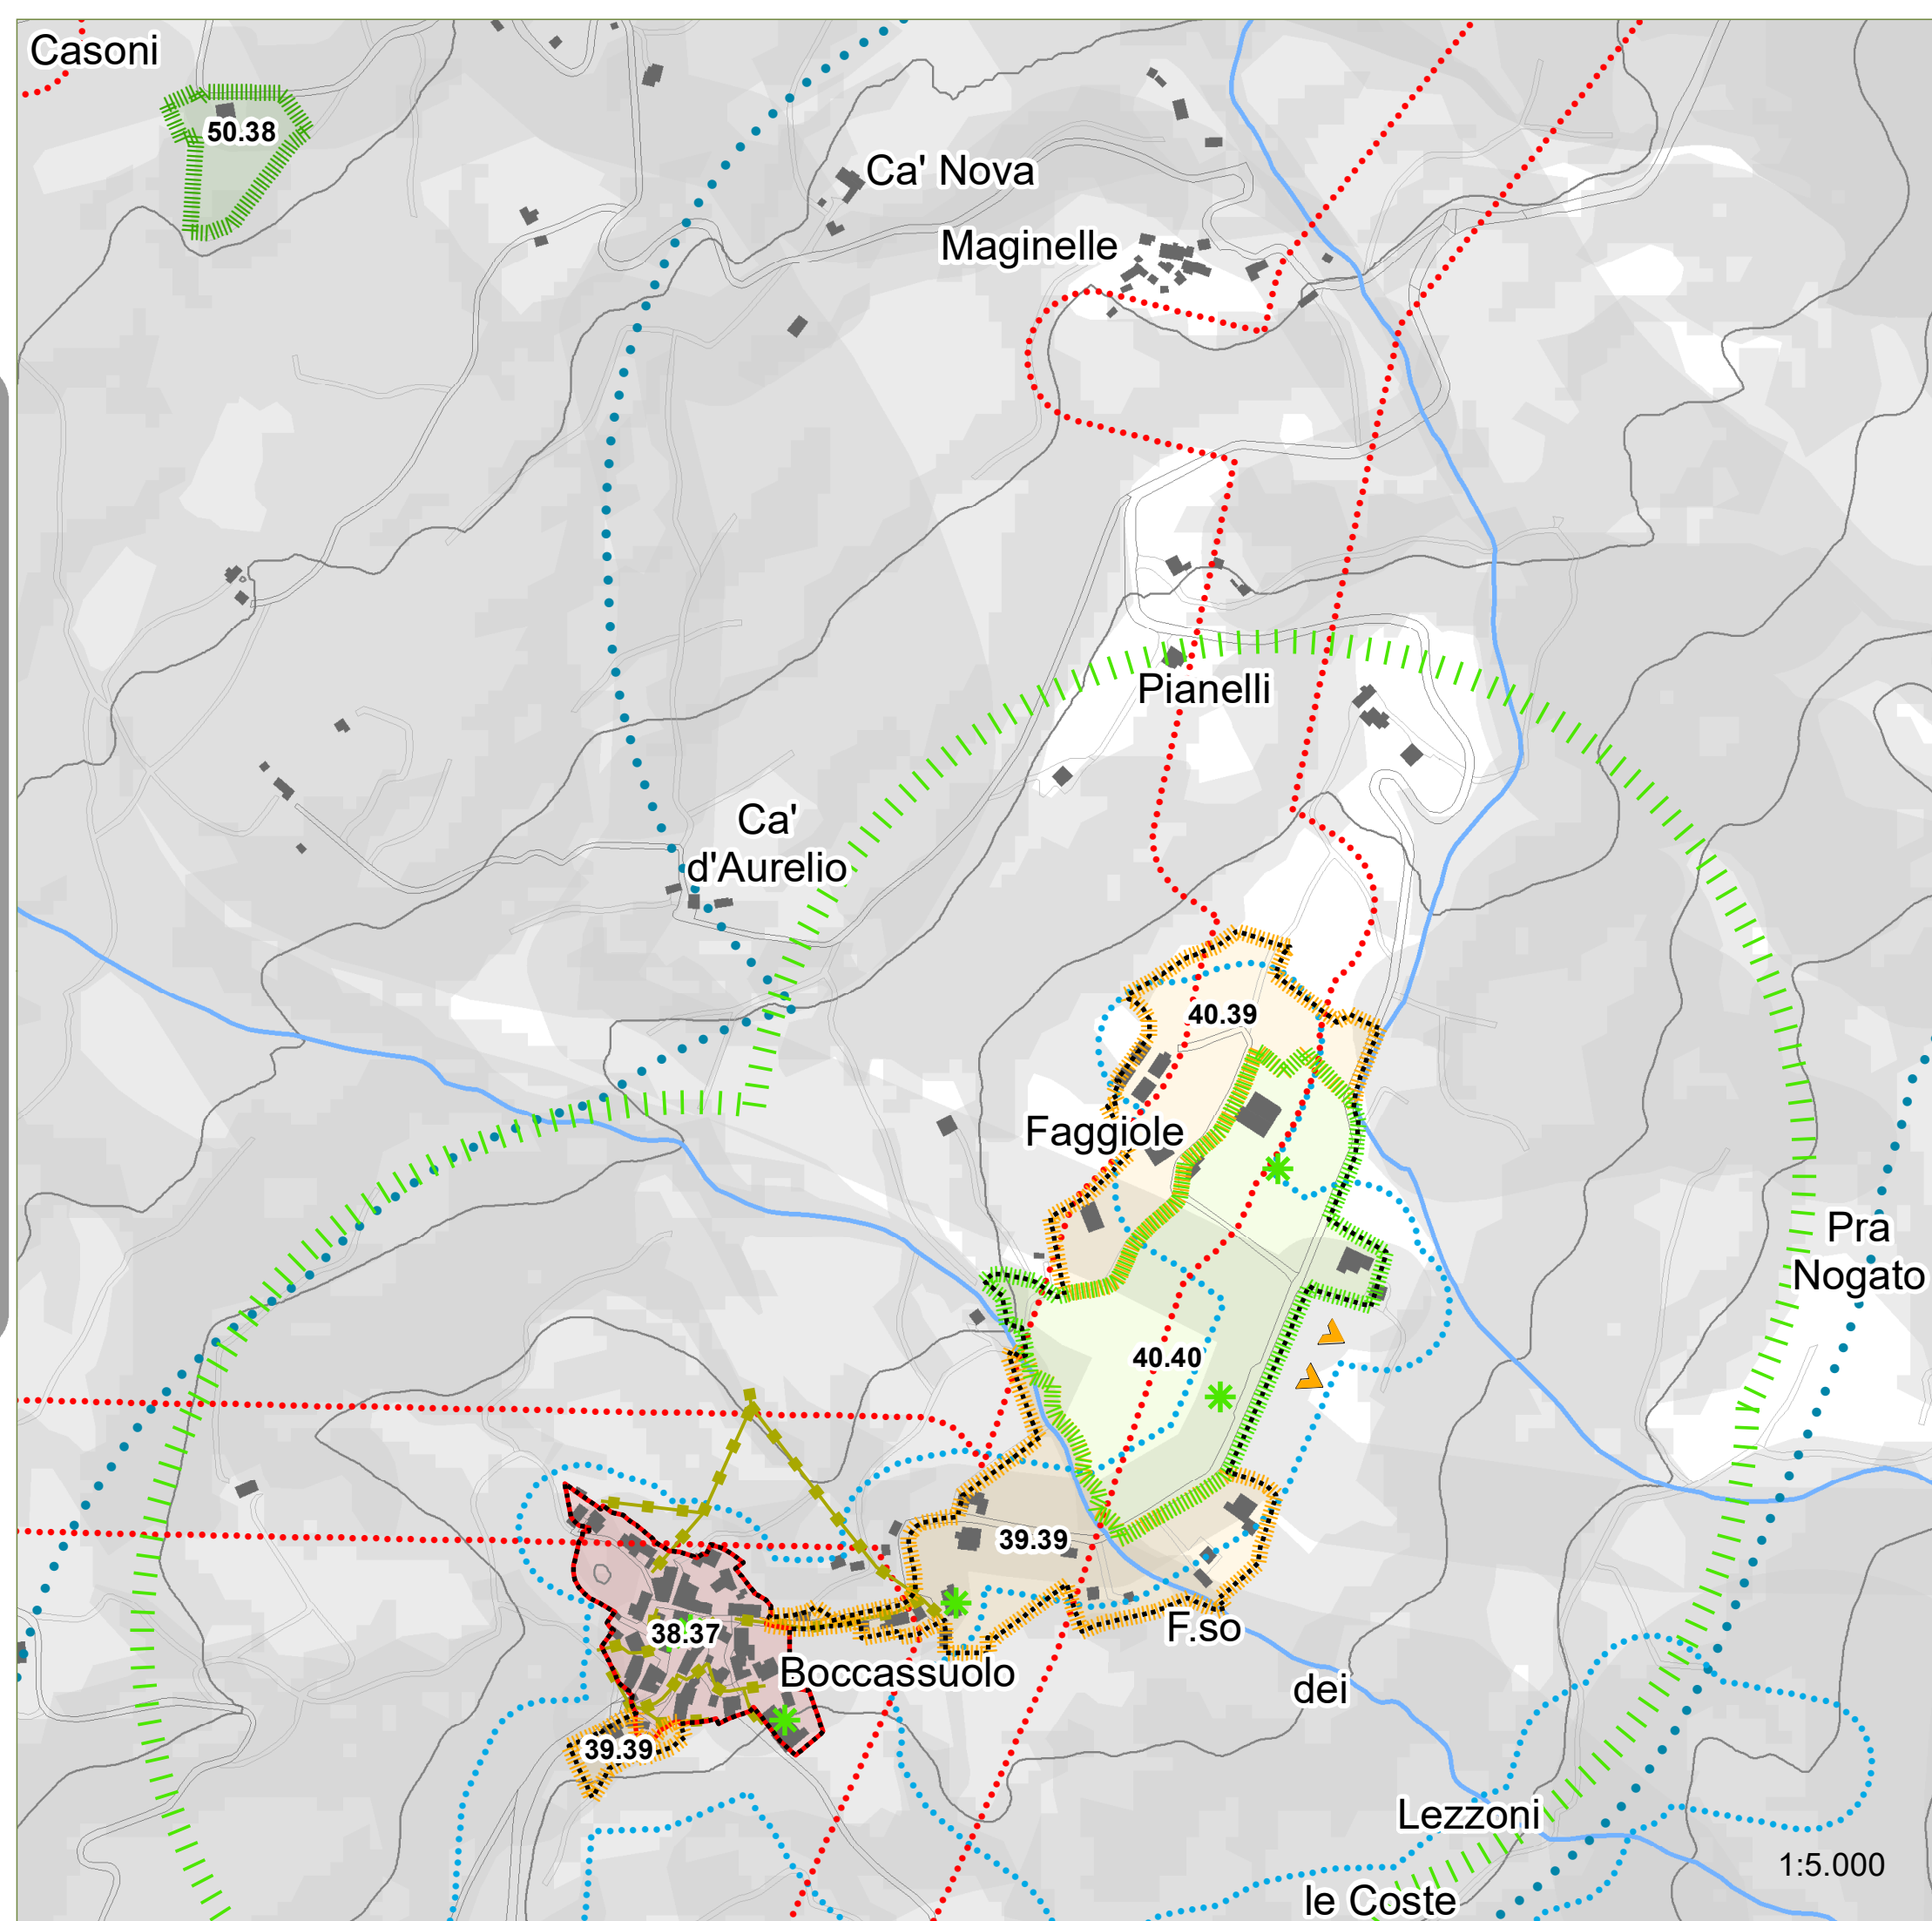 Casoni
50.38
Ca' Nova
Maginelle
Pianelli
Ca'
d'Aurelio
40.39
Faggiole
Pra
Nogato
40.40
39.39
38.37
F.so
Boccassuolo
dei
39.39
Lezzoni
1:5.000
le Coste